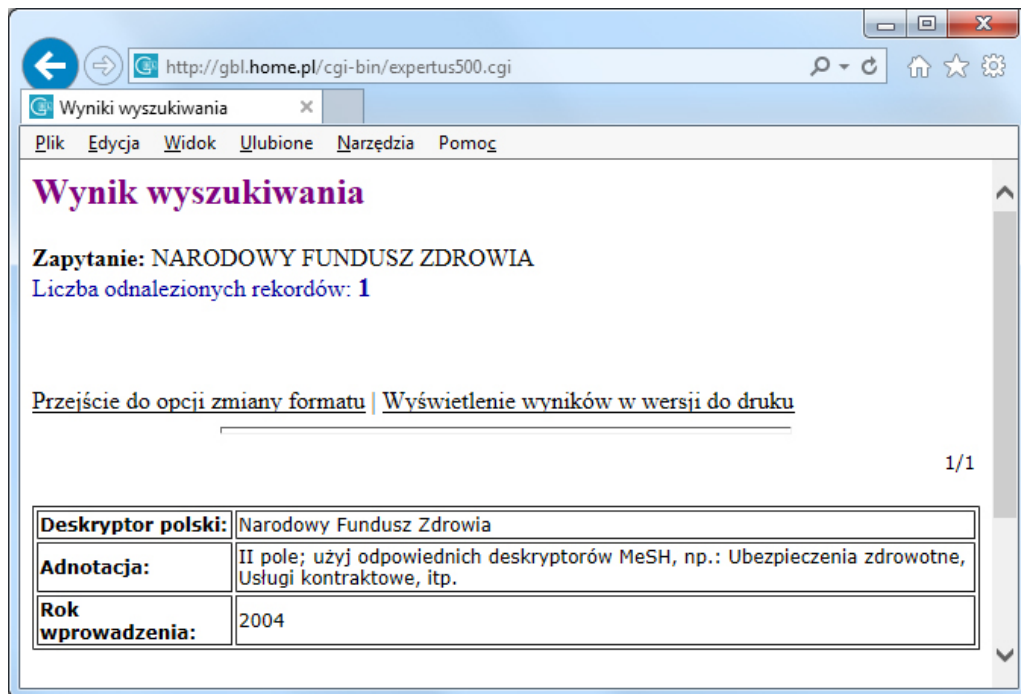 http://gbl.home.pl/cgi-bin/expertus500.cgi
Wyniki wyszukiwania
Plik Edycja Widok Ulubione Narzędzia Pomoc
Wynik wyszukiwania
Zapytanie: NARODOWY FUNDUSZ ZDROWIA
Liczba odnalezionych rekordów: 1
Przejście do opcji zmiany formatu | Wyświetlenie wyników w wersji do druku
1/1
Deskryptor polski: Narodowy Fundusz Zdrowia
Adnotacja: II pole; użyj odpowiednich deskryptorów MeSH, np.: Ubezpieczenia zdrowotne,
Usługi kontraktowe, itp.
Rok
wprowadzenia: 2004